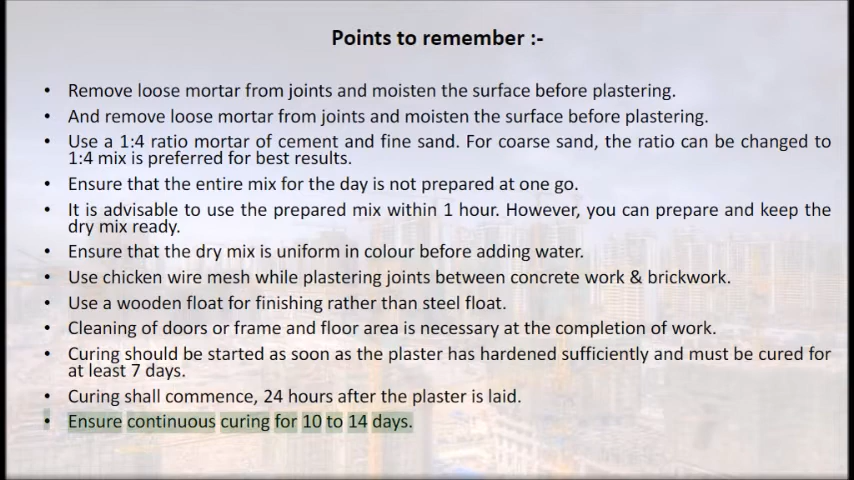 Points to remember :-
• Remove loose mortar from joints and moisten the surface before plastering.
• And remove loose mortar from joints and moisten the surface before plastering.
• Use a 1:4 ratio mortar of cement and fine sand. For coarse sand, the ratio can be changed to
1:4 mix is preferred for best results.
• Ensure that the entire mix for the day is not prepared at one go.
• It is advisable to use the prepared mix within 1 hour. However, you can prepare and keep the
dry mix ready.
• Ensure that the dry mix is uniform in colour before adding water.
• Use chicken wire mesh while plastering joints between concrete work & brickwork.
• Use a wooden float for finishing rather than steel float.
• Cleaning of doors or frame and floor area is necessary at the completion of work.
• Curing should be started as soon as the plaster has hardened sufficiently and must be cured for
at least 7 days.
• Curing shall commence, 24 hours after the plaster is laid.
• Ensure continuous curing for 10 to 14 days.